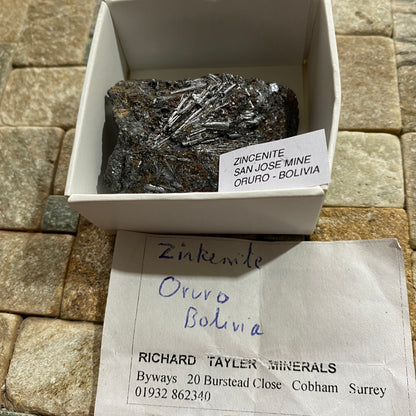 ZINCENITE
SAN JOSE MINE
ORURO - BOLIVIA
Zinkenite
Oruro
Bolivia
RICHARD TAYLER MINERALS
Byways 20 Burstead Close Cobham Surrey
01932 862340